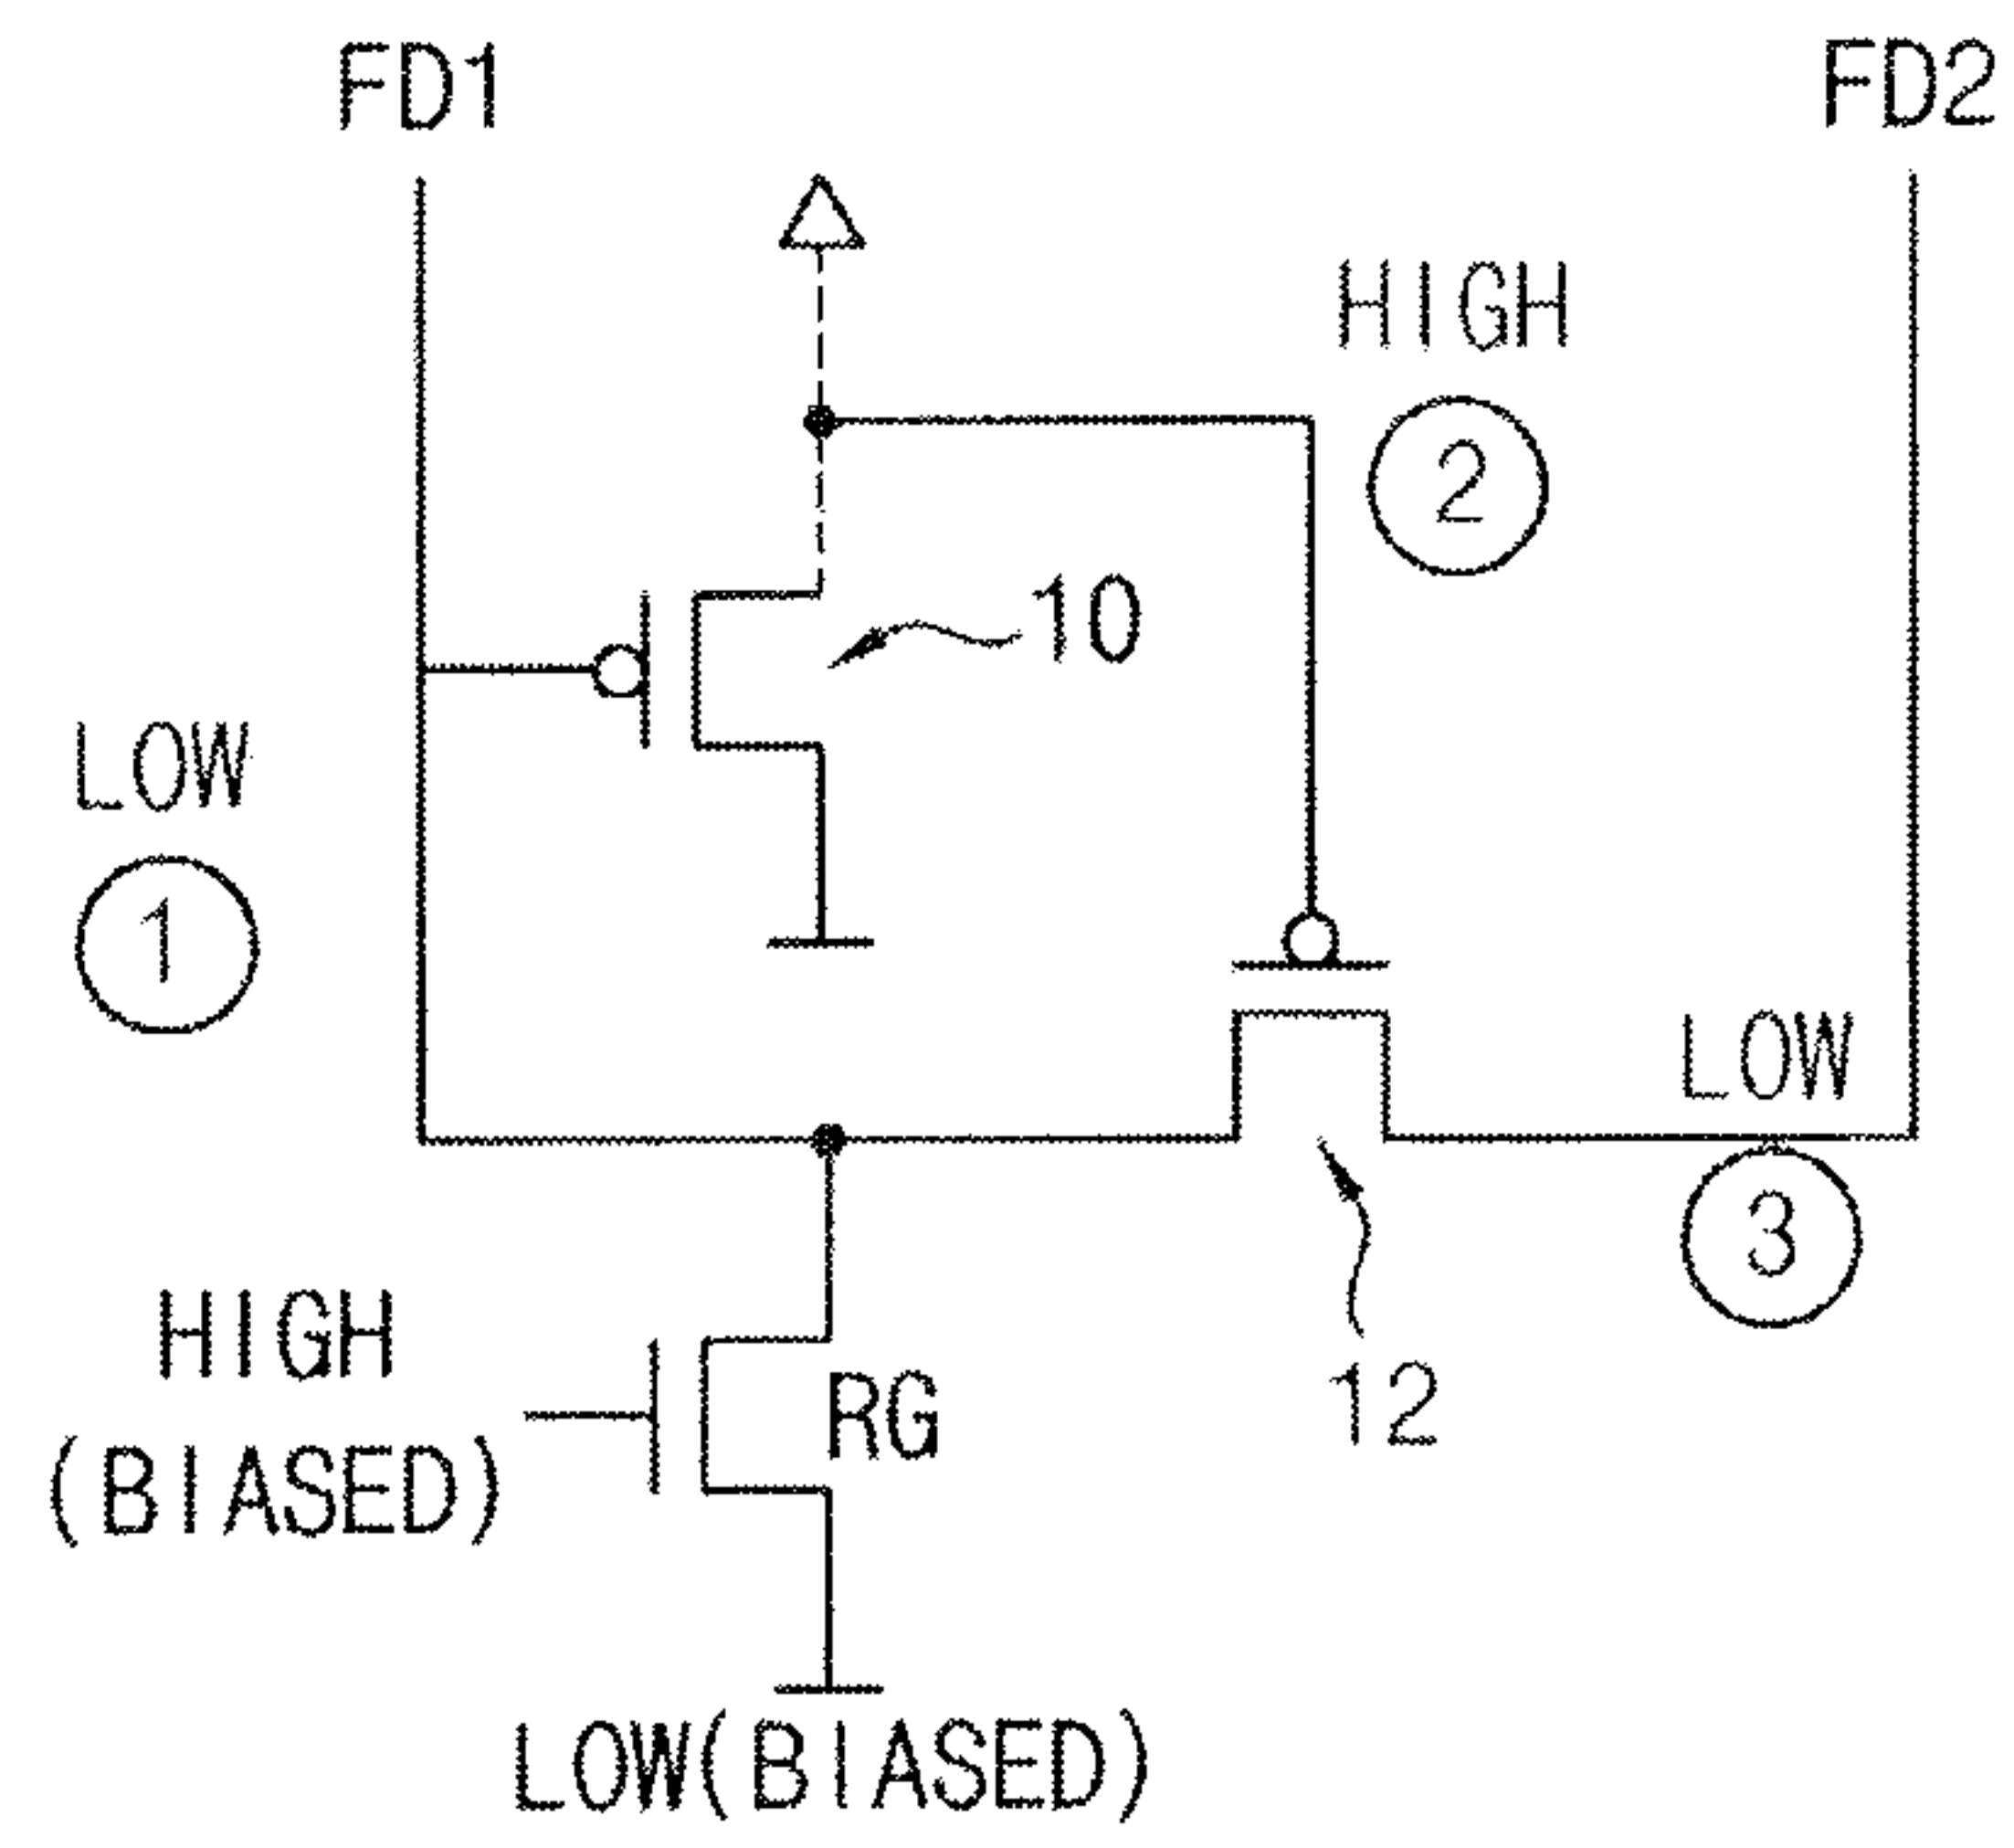 FD1
FD2
HIGH
2
10
LOW
1
LOW
3
HIGH
(BIASED)
RG
12
LOW(BIASED)